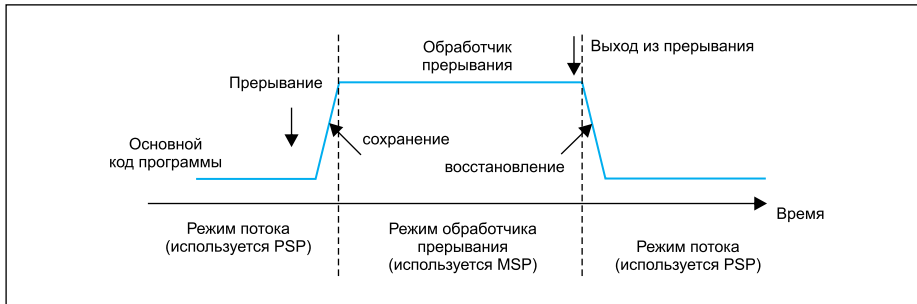 Обработчик
прерывания
Выход из прерывания
Прерывание
сохранение
Основной
код программы
восстановление
Время
Режим потока
(используется PSP)
Режим обработчика
прерывания
(используется MSP)
Режим потока
(используется PSP)